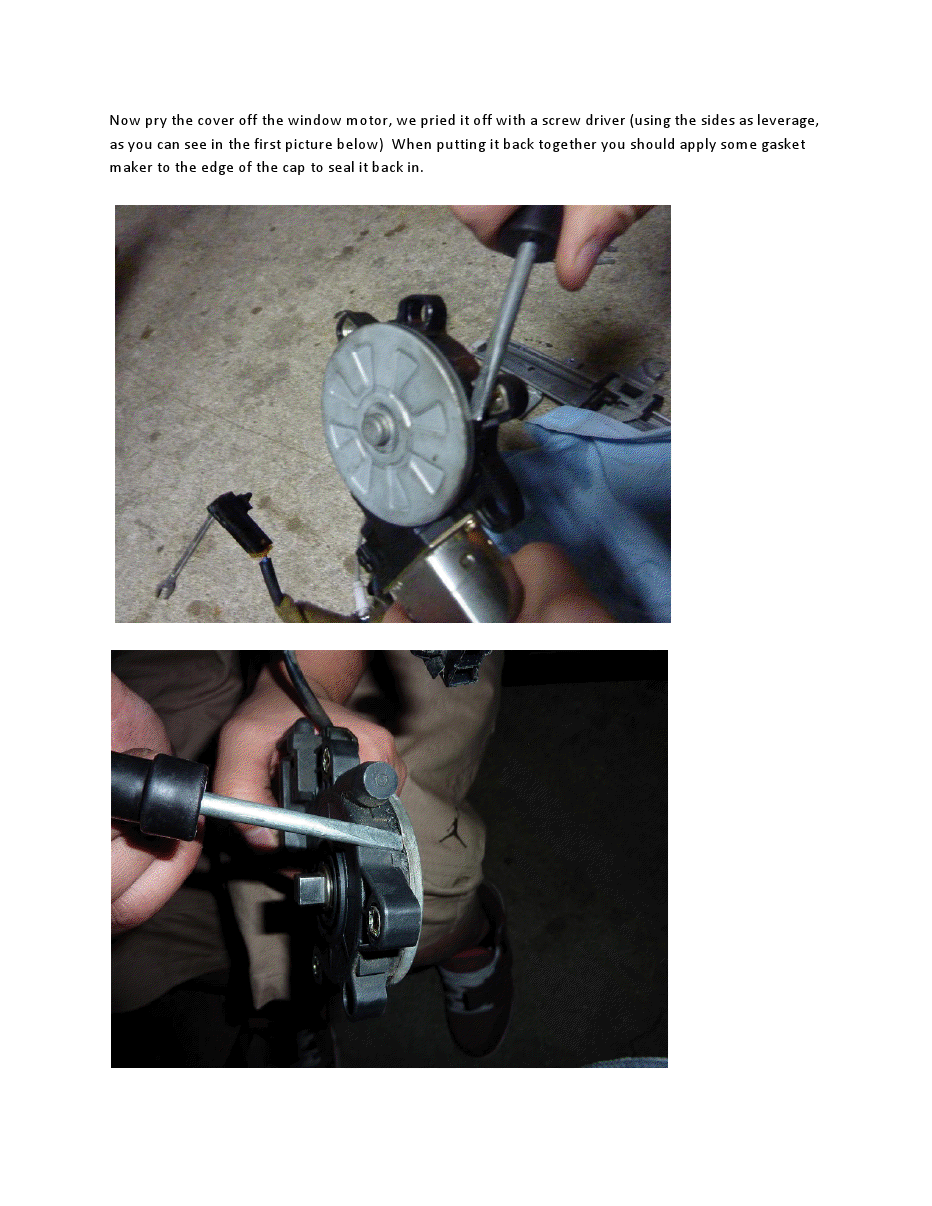 Now pry the cover off the window motor, we pried it off with a screw driver (using the sides as leverage,
as you can see in the first picture below)  When putting it back together you should apply some gasket
maker to the edge of the cap to seal it back in.